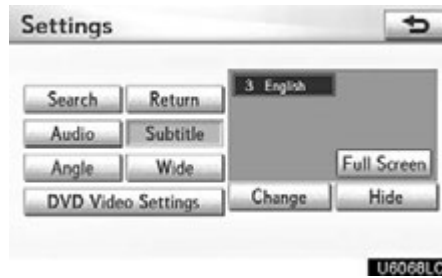 Settings
3 English
Search Return
Audio Subtitle
Angle Wide Full Screen
DVD Video Settings Change Hide
U6068LC